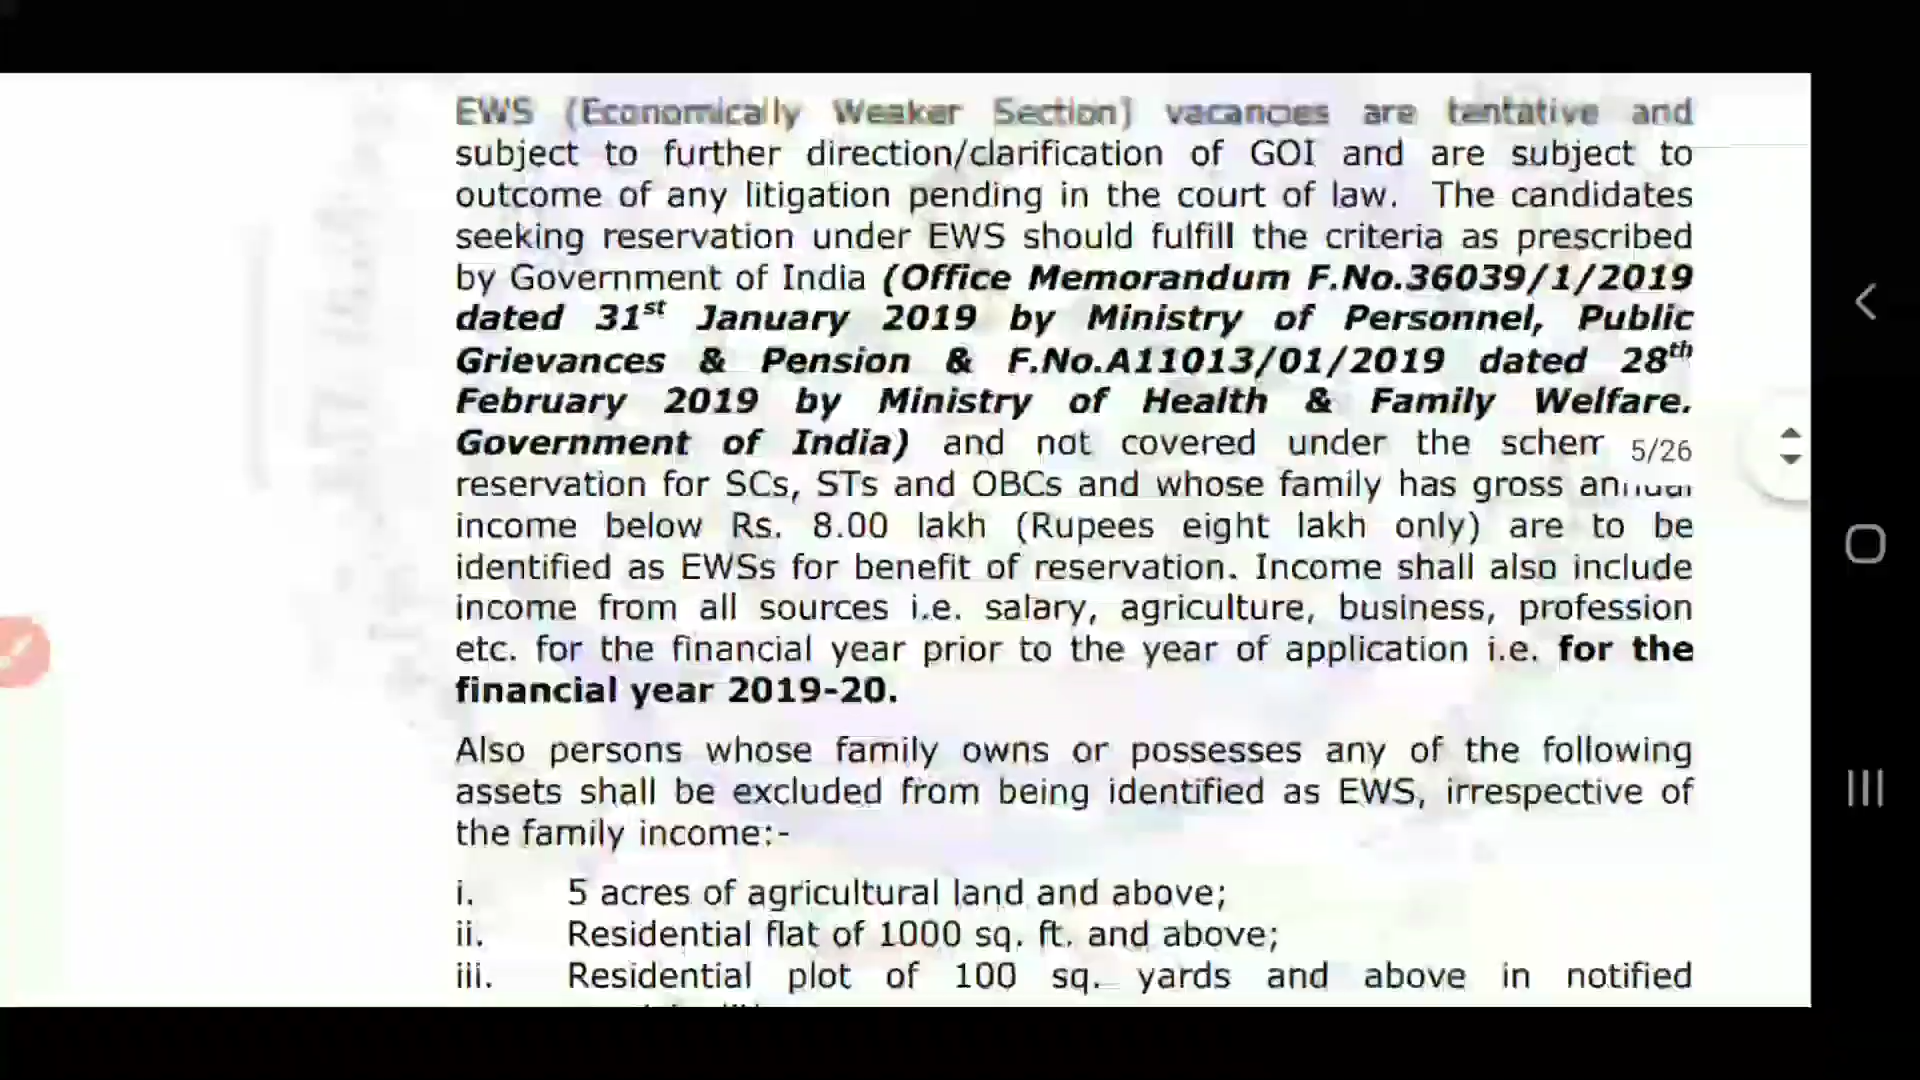 EWS (Economically Weaker Section) vacancies are tentative and
subject to further direction/clarification of GOI and are subject to
outcome of any litigation pending in the court of law. The candidates
seeking reservation under EWS should fulfill the criteria as prescribed
by Government of India (Office Memorandum F.No.36039/1/2019
dated 31st January 2019 by Ministry of Personnel, Public
Grievances & Pension & F.No.A11013/01/2019 dated 28th
February 2019 by Ministry of Health & Family Welfare.
Government of India) and not covered under the
5/26
reservation for SCs, STs and OBCs and whose family has gross annual
income below Rs. 8.00 lakh (Rupees eight lakh only) are to be
identified as EWSs for benefit of reservation. Income shall also include
income from all sources i.e. salary, agriculture, business, profession
etc. for the financial year prior to the year of application i.e. for the
financial year 2019-20.
Also persons whose family owns or possesses any of the following
assets shall be excluded from being identified as EWS, irrespective of
the family income:-
i. 5 acres of agricultural land and above;
ii. Residential flat of 1000 sq. ft. and above;
iii. Residential plot of 100 sq. yards and above in notified